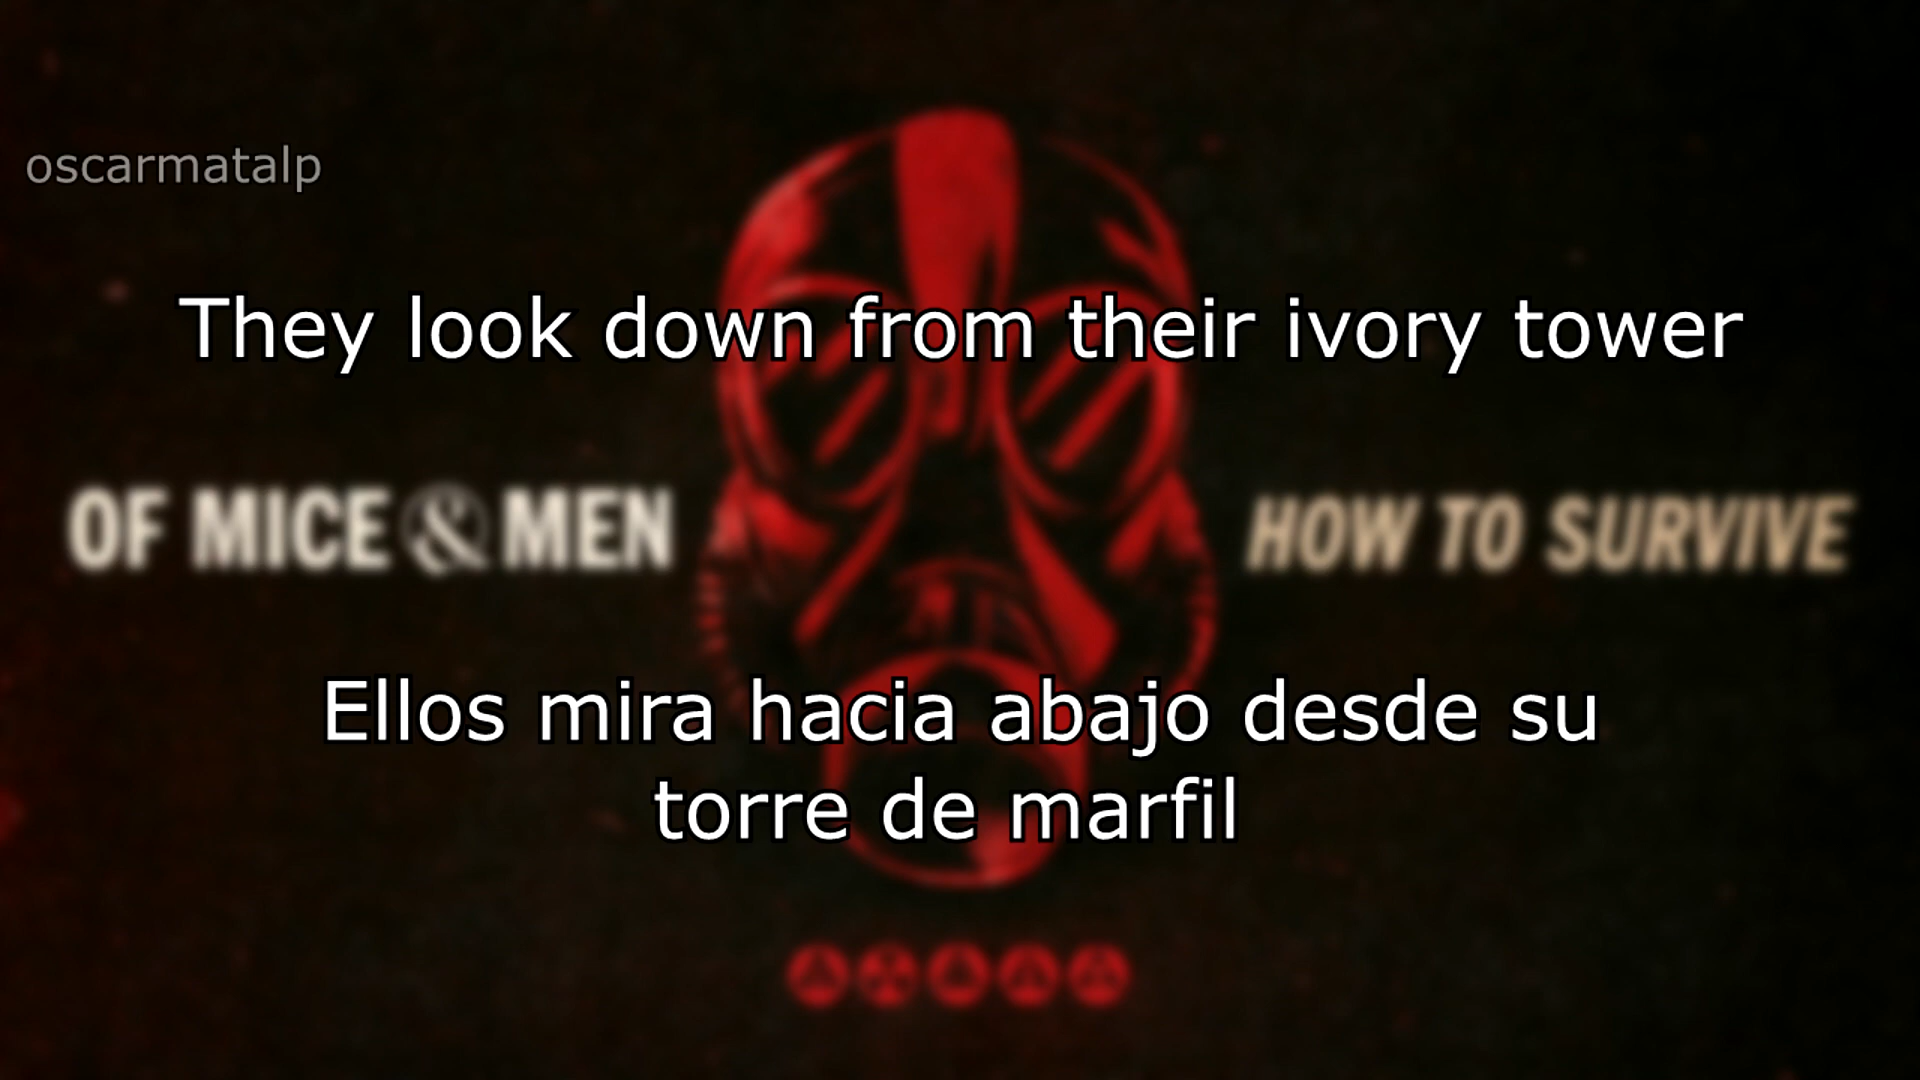 oscarmatalp
They look down from their ivory tower
OF MICE & MEN
HOW TO SURVIVE
Ellos mira hacia abajo desde su
torre de marfil